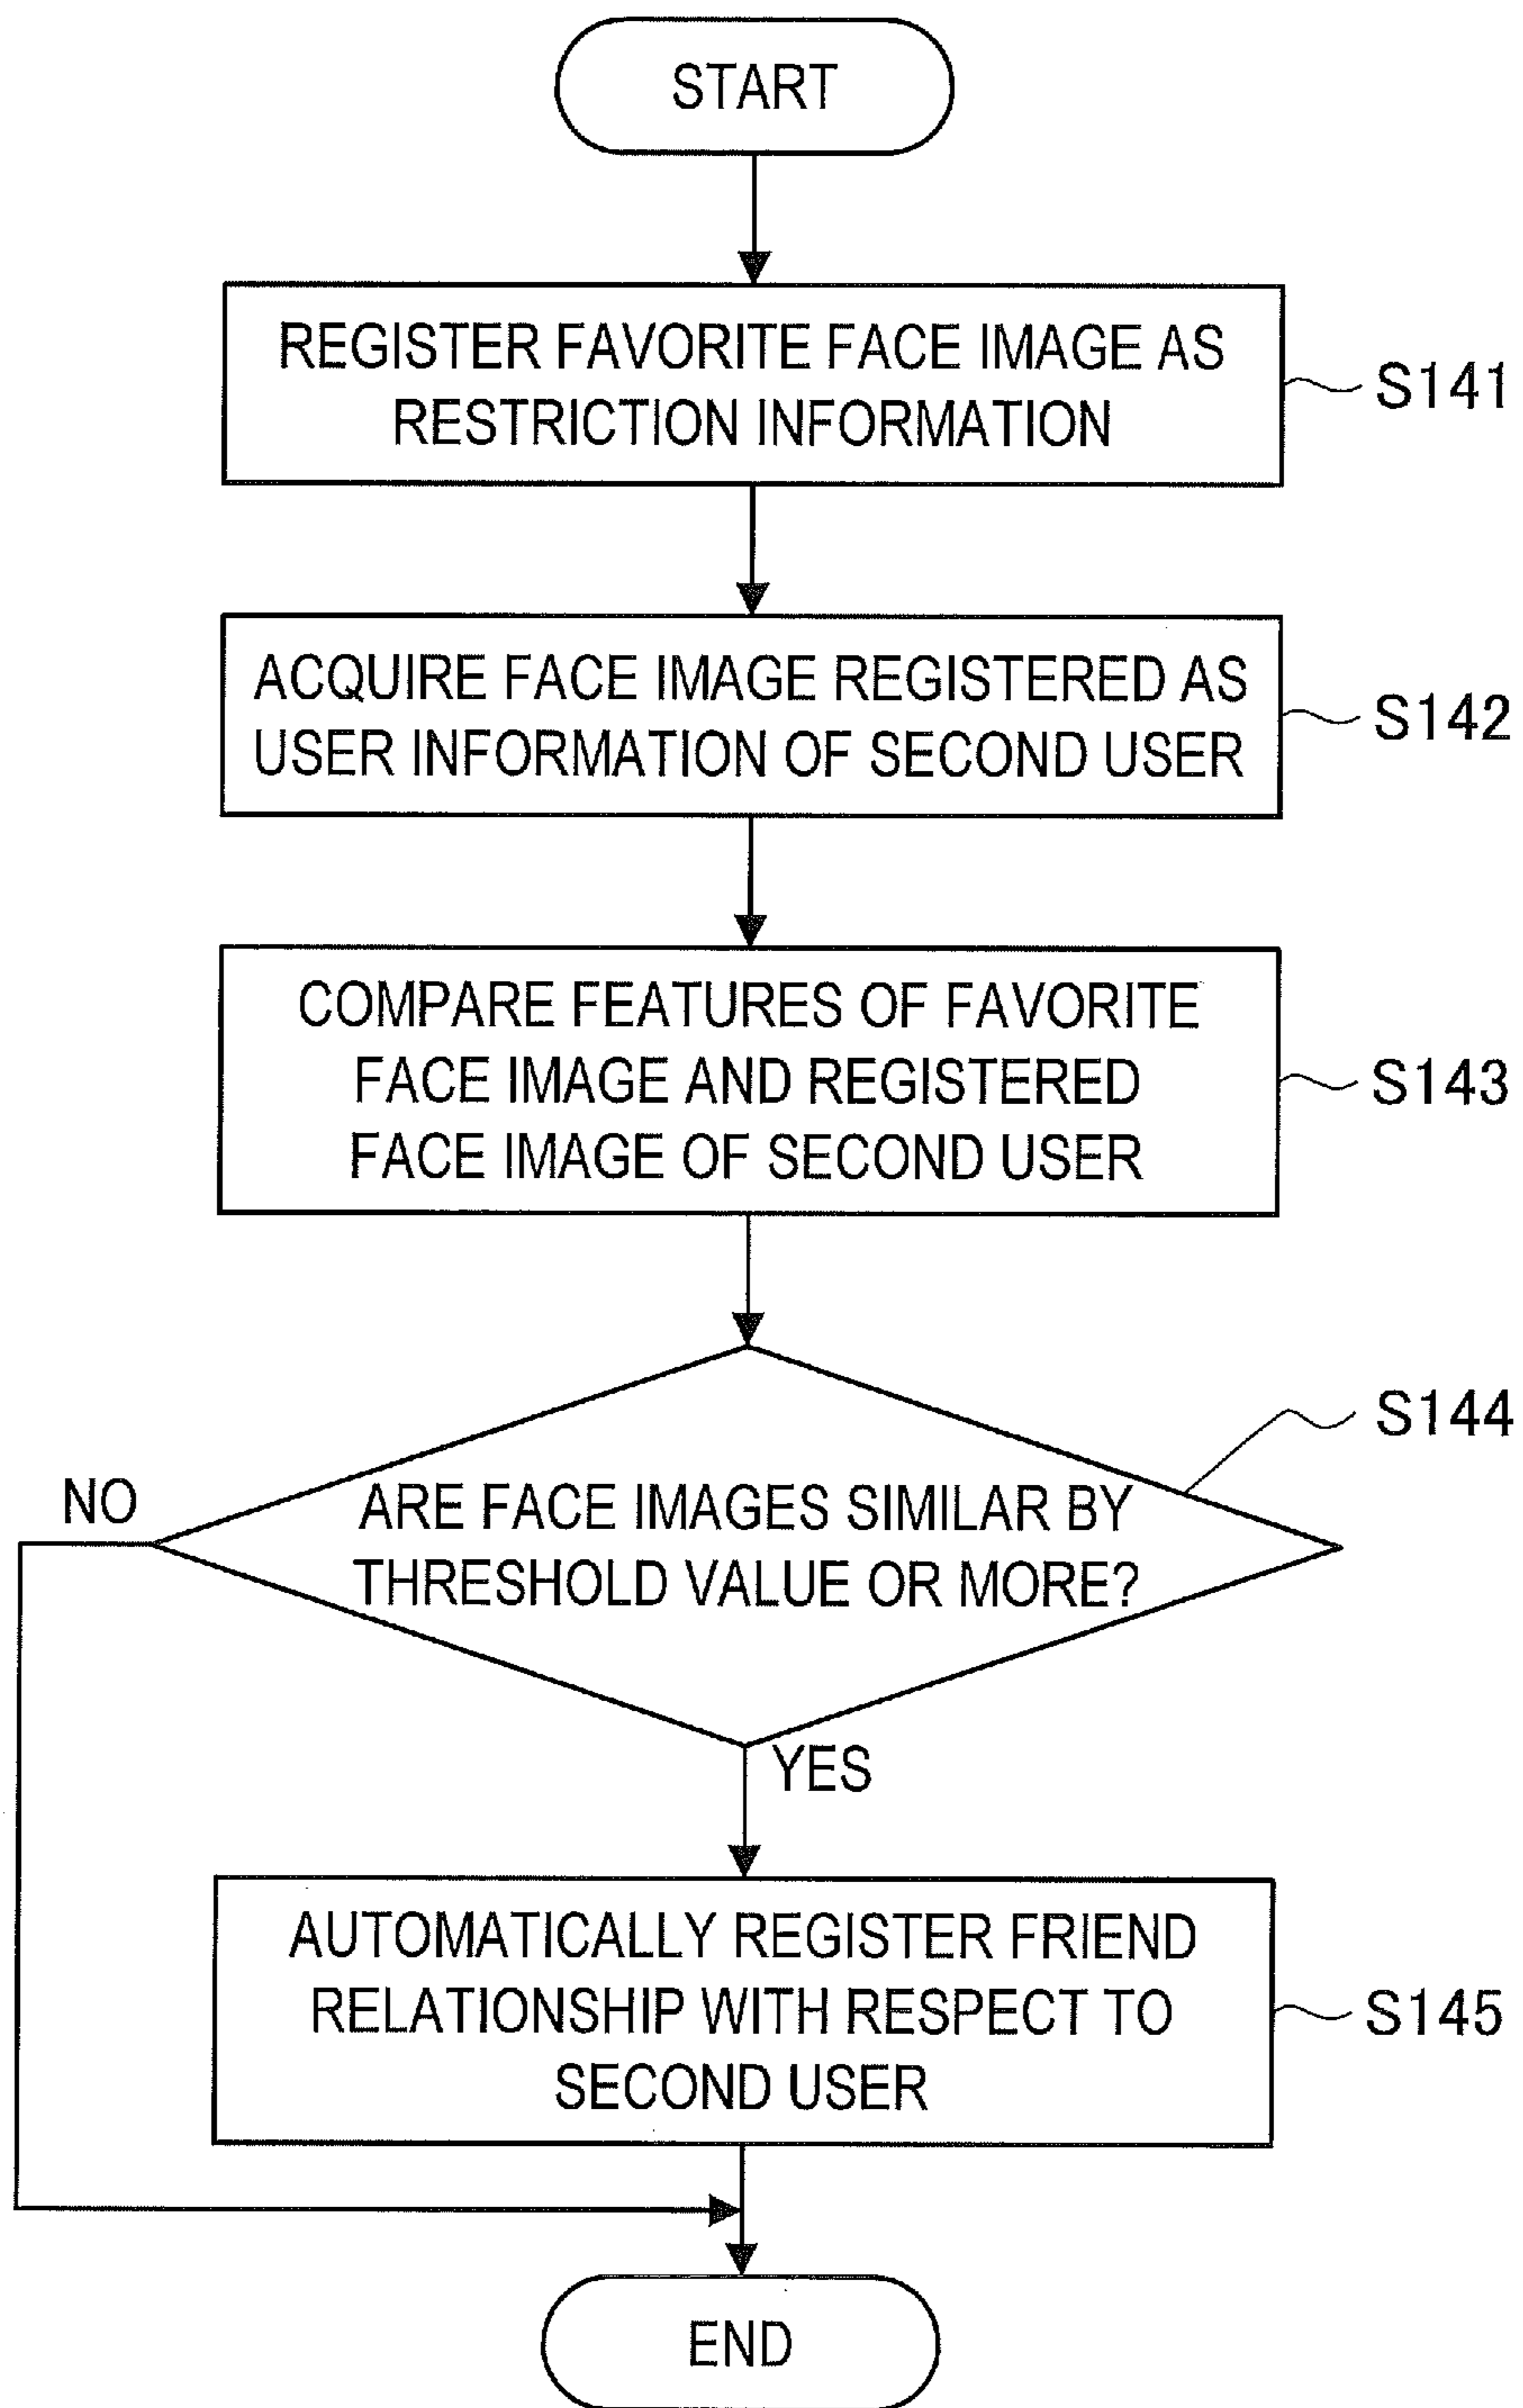 START
REGISTER FAVORITE FACE IMAGE AS
RESTRICTION INFORMATION
S141
ACQUIRE FACE IMAGE REGISTERED AS
USER INFORMATION OF SECOND USER
S142
COMPARE FEATURES OF FAVORITE
FACE IMAGE AND REGISTERED
FACE IMAGE OF SECOND USER
S143
S144
NO
ARE FACE IMAGES SIMILAR BY
THRESHOLD VALUE OR MORE?
YES
AUTOMATICALLY REGISTER FRIEND
RELATIONSHIP WITH RESPECT TO
SECOND USER
S145
END